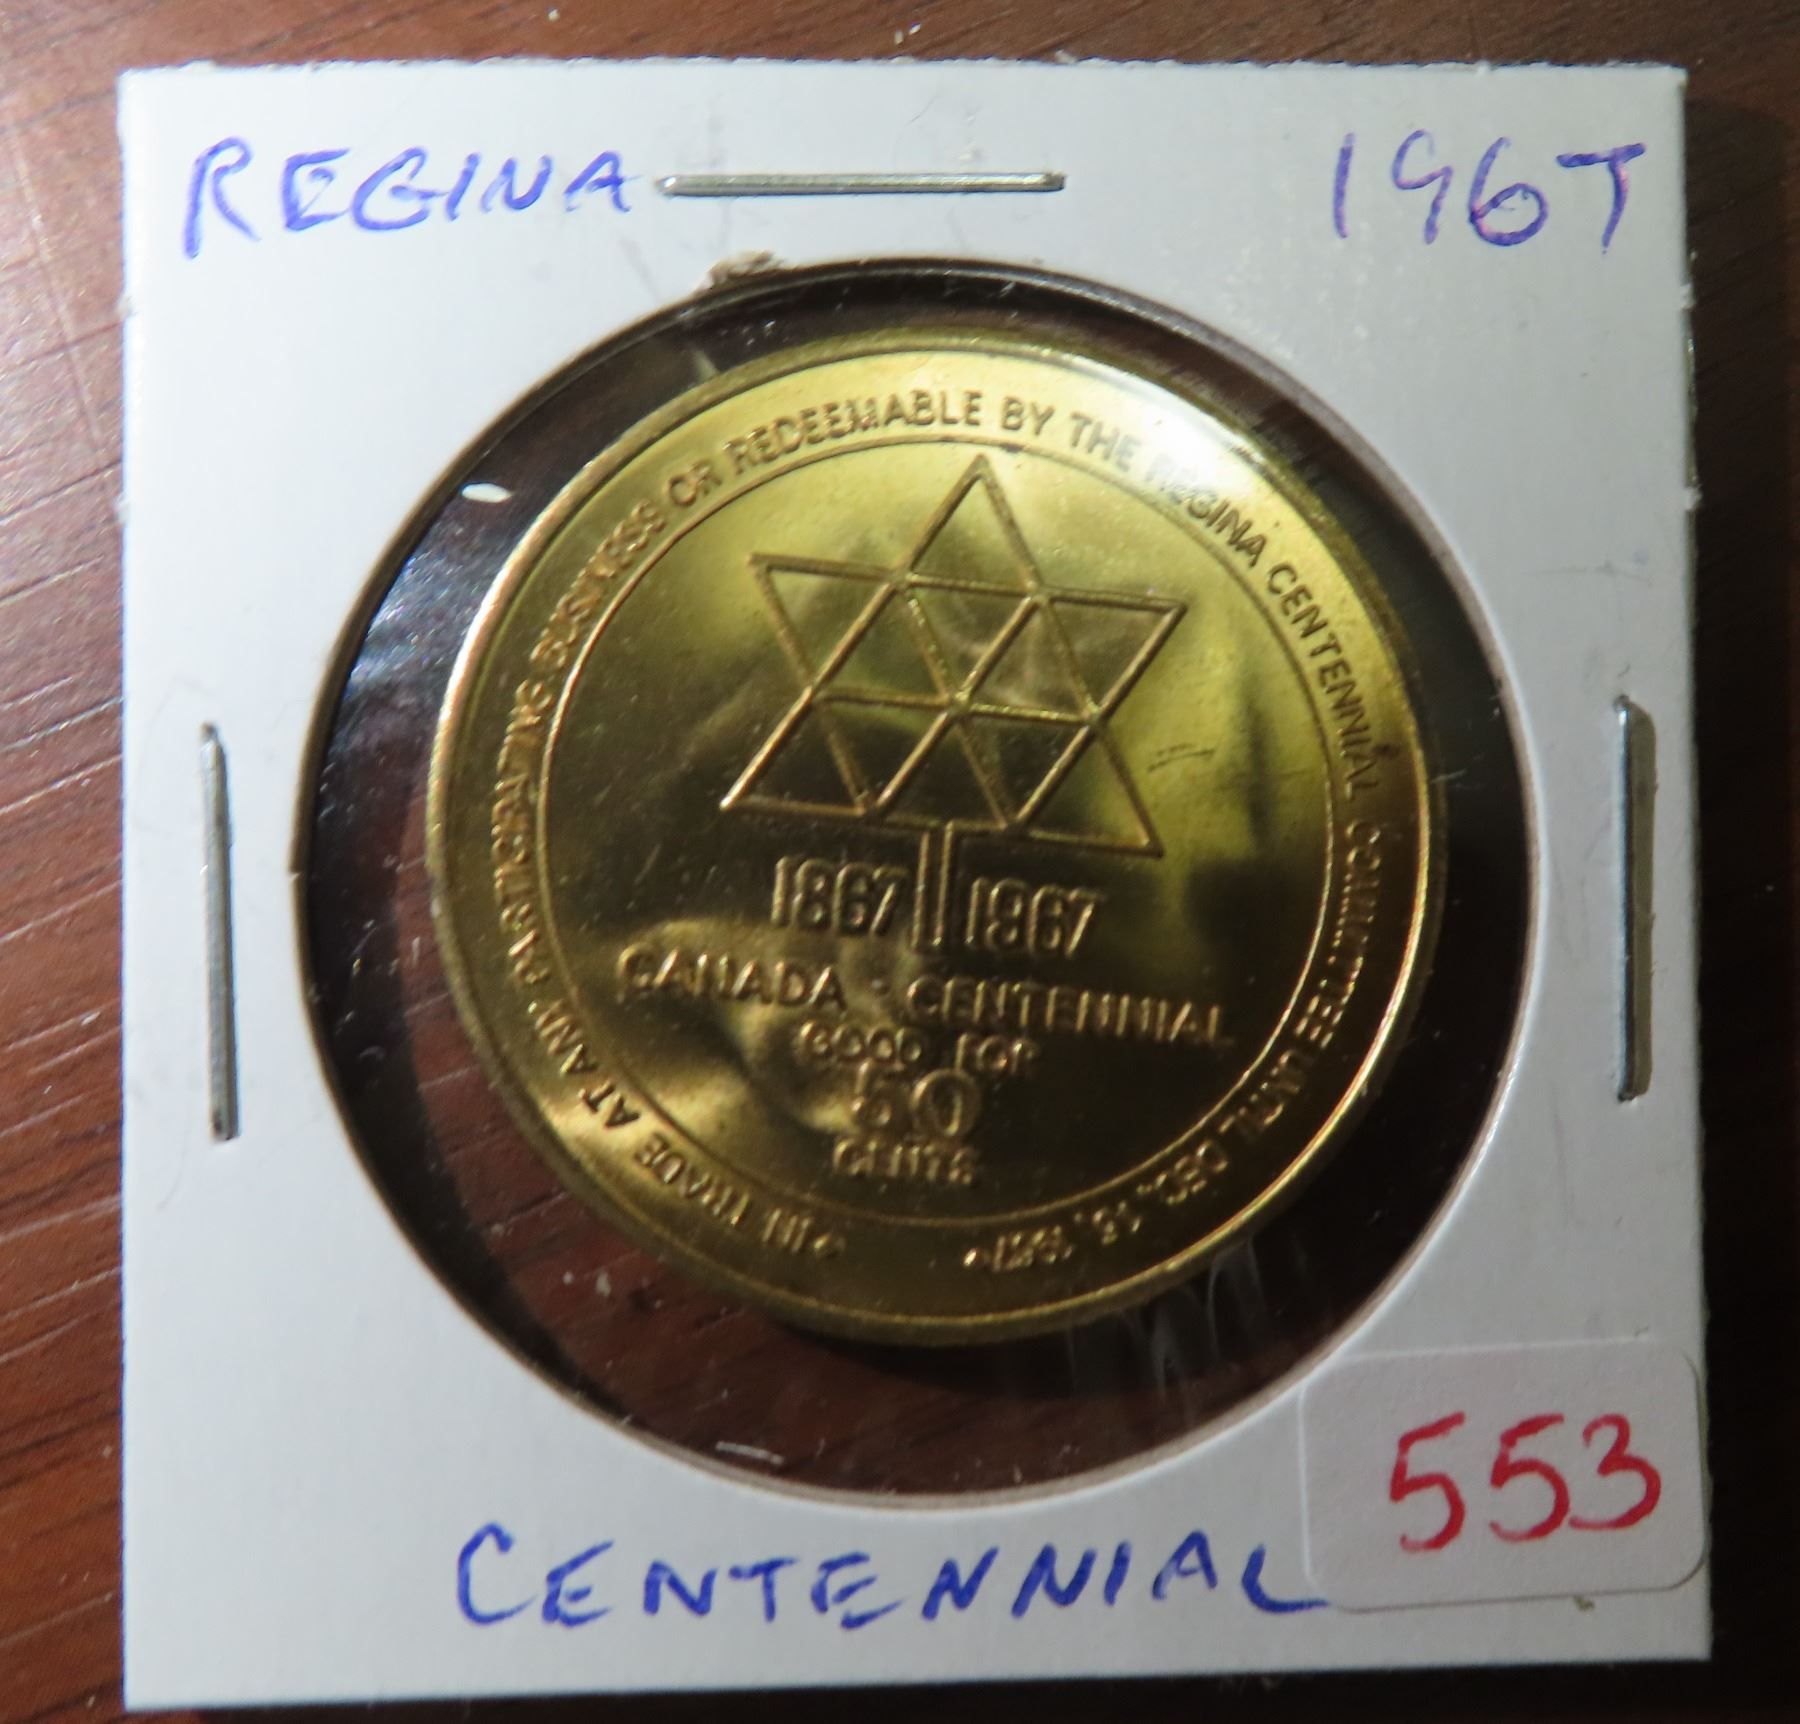 REGINA 1967
• IN TRADE AT ANY PARTICIPATING BUSINESS OR REDEEMABLE BY THE REGINA CENTENNIAL COMMITTEE UNTIL DEC. 15, 1967 •
1867 1967
CANADA • CENTENNIAL
GOOD FOR
50
CENTS
CENTENNIAL
553